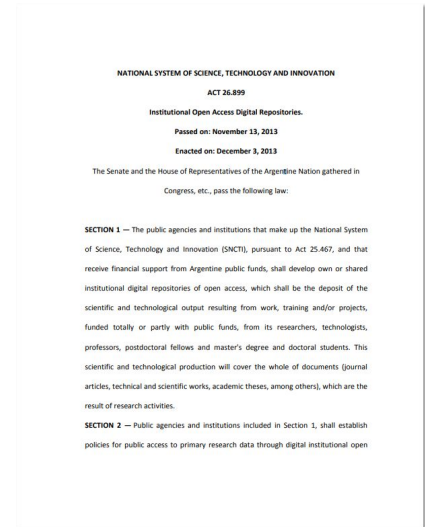 NATIONAL SYSTEM OF SCIENCE, TECHNOLOGY AND INNOVATION
ACT 26.899
Institutional Open Access Digital Repositories.
Passed on: November 13, 2013
Enacted on: December 3, 2013
The Senate and the House of Representatives of the Argentine Nation gathered in
Congress, etc., pass the following law:
SECTION 1 — The public agencies and institutions that make up the National System
of Science, Technology and Innovation (SNCTI), pursuant to Act 25.467, and that
receive financial support from Argentine public funds, shall develop own or shared
institutional digital repositories of open access, which shall be the deposit of the
scientific and technological output resulting from work, training and/or projects,
funded totally or partly with public funds, from its researchers, technologists,
professors, postdoctoral fellows and master's degree and doctoral students. This
scientific and technological production will cover the whole of documents (journal
articles, technical and scientific works, academic theses, among others), which are the
result of research activities.
SECTION 2 — Public agencies and institutions included in Section 1, shall establish
policies for public access to primary research data through digital institutional open